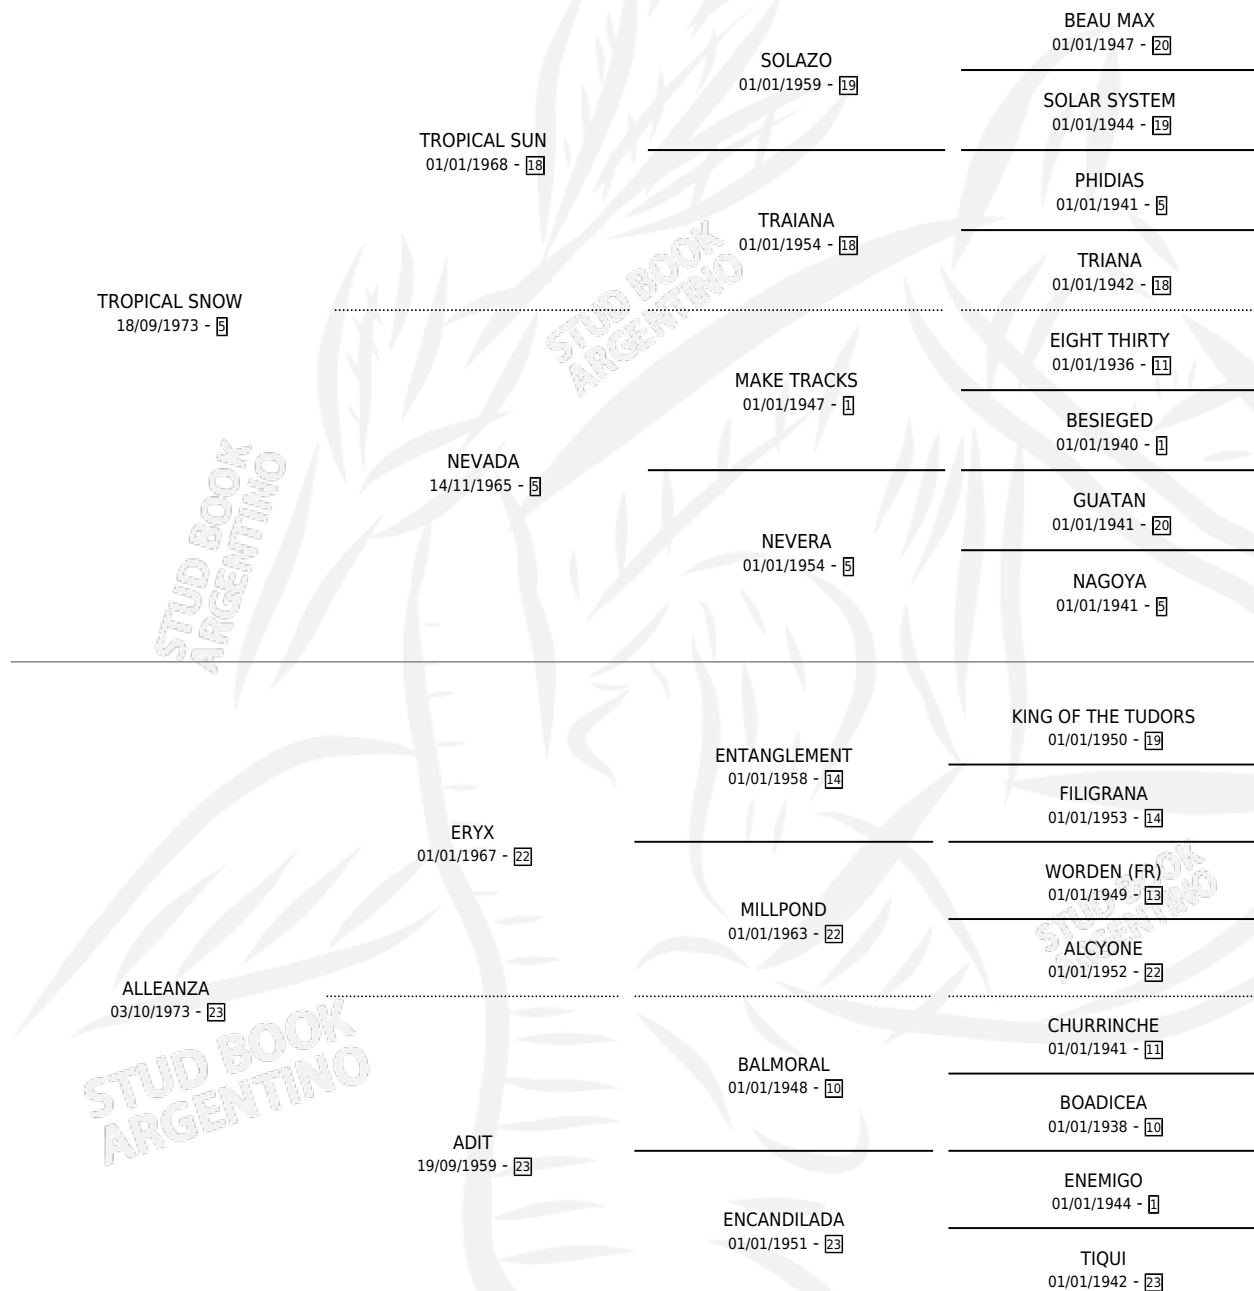 BEAU MAX
01/01/1947 - 20
SOLAZO
01/01/1959 - 19
SOLAR SYSTEM
01/01/1944 - 19
TROPICAL SUN
01/01/1968 - 18
PHIDIAS
01/01/1941 - 5
TRAIANA
01/01/1954 - 18
TRIANA
01/01/1942 - 18
TROPICAL SNOW
18/09/1973 - 5
EIGHT THIRTY
01/01/1936 - 11
MAKE TRACKS
01/01/1947 - 1
BESIEGED
01/01/1940 - 1
NEVADA
14/11/1965 - 5
GUATAN
01/01/1941 - 20
NEVERA
01/01/1954 - 5
NAGOYA
01/01/1941 - 5
STUD BOOK
ARGENTINO
STUD BOOK
ARGENTINO
KING OF THE TUDORS
01/01/1950 - 19
ENTANGLEMENT
01/01/1958 - 14
FILIGRANA
01/01/1953 - 14
ERYX
01/01/1967 - 22
WORDEN (FR)
01/01/1949 - 13
MILLPOND
01/01/1963 - 22
ALCYONE
01/01/1952 - 22
STUD BOOK
ARGENTINO
ALLEANZA
03/10/1973 - 23
CHURRINCHE
01/01/1941 - 11
BALMORAL
01/01/1948 - 10
BOADICEA
01/01/1938 - 10
ADIT
19/09/1959 - 23
ENEMIGO
01/01/1944 - 1
ENCANDILADA
01/01/1951 - 23
TIQUI
01/01/1942 - 23
STUD BOOK
ARGENTINO